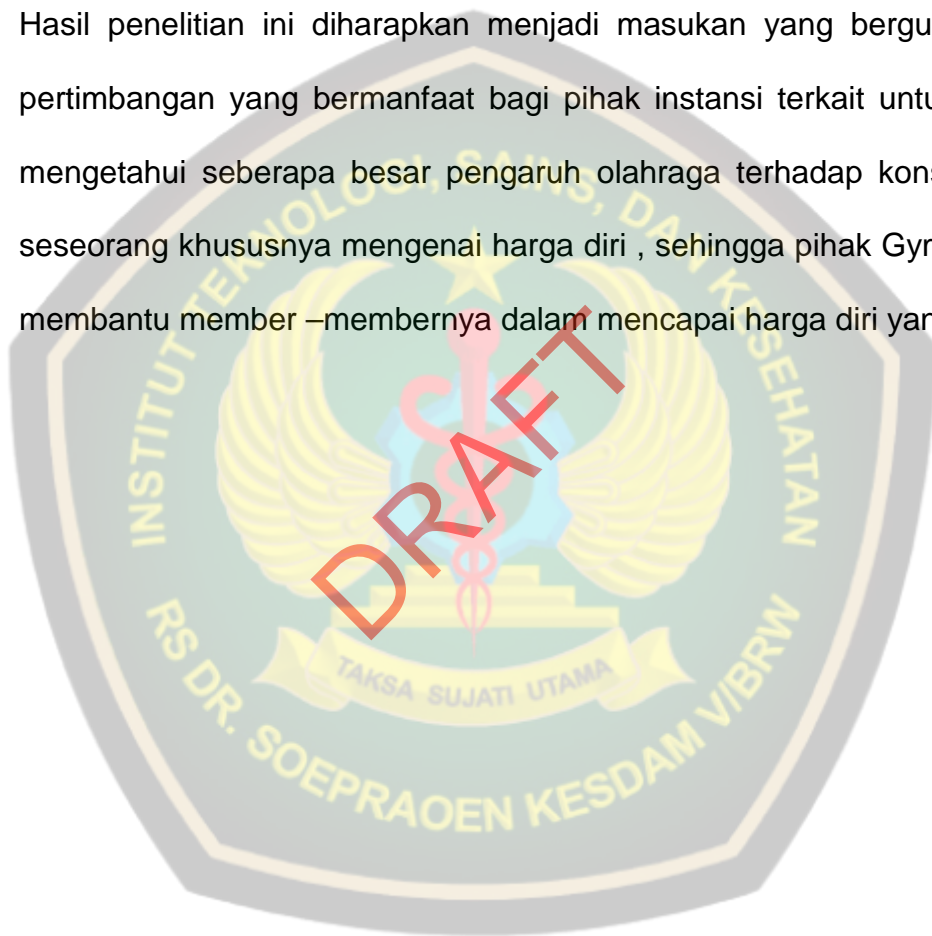 Hasil penelitian ini diharapkan menjadi masukan yang bergu
pertimbangan yang bermanfaat bagi pihak instansi terkait untu
mengetahui seberapa besar pengaruh olahraga terhadap kons
seseorang khususnya mengenai harga diri , sehingga pihak Gyr
membantu member –membernya dalam mencapai harga diri yan
INSTITUT TEKNOLOGI, SAINS, DAN KESEHATAN
DRAFT
TAKSA SUJATI UTAMA
RS DR. SOEPRAOEN KESDAM V/BRW